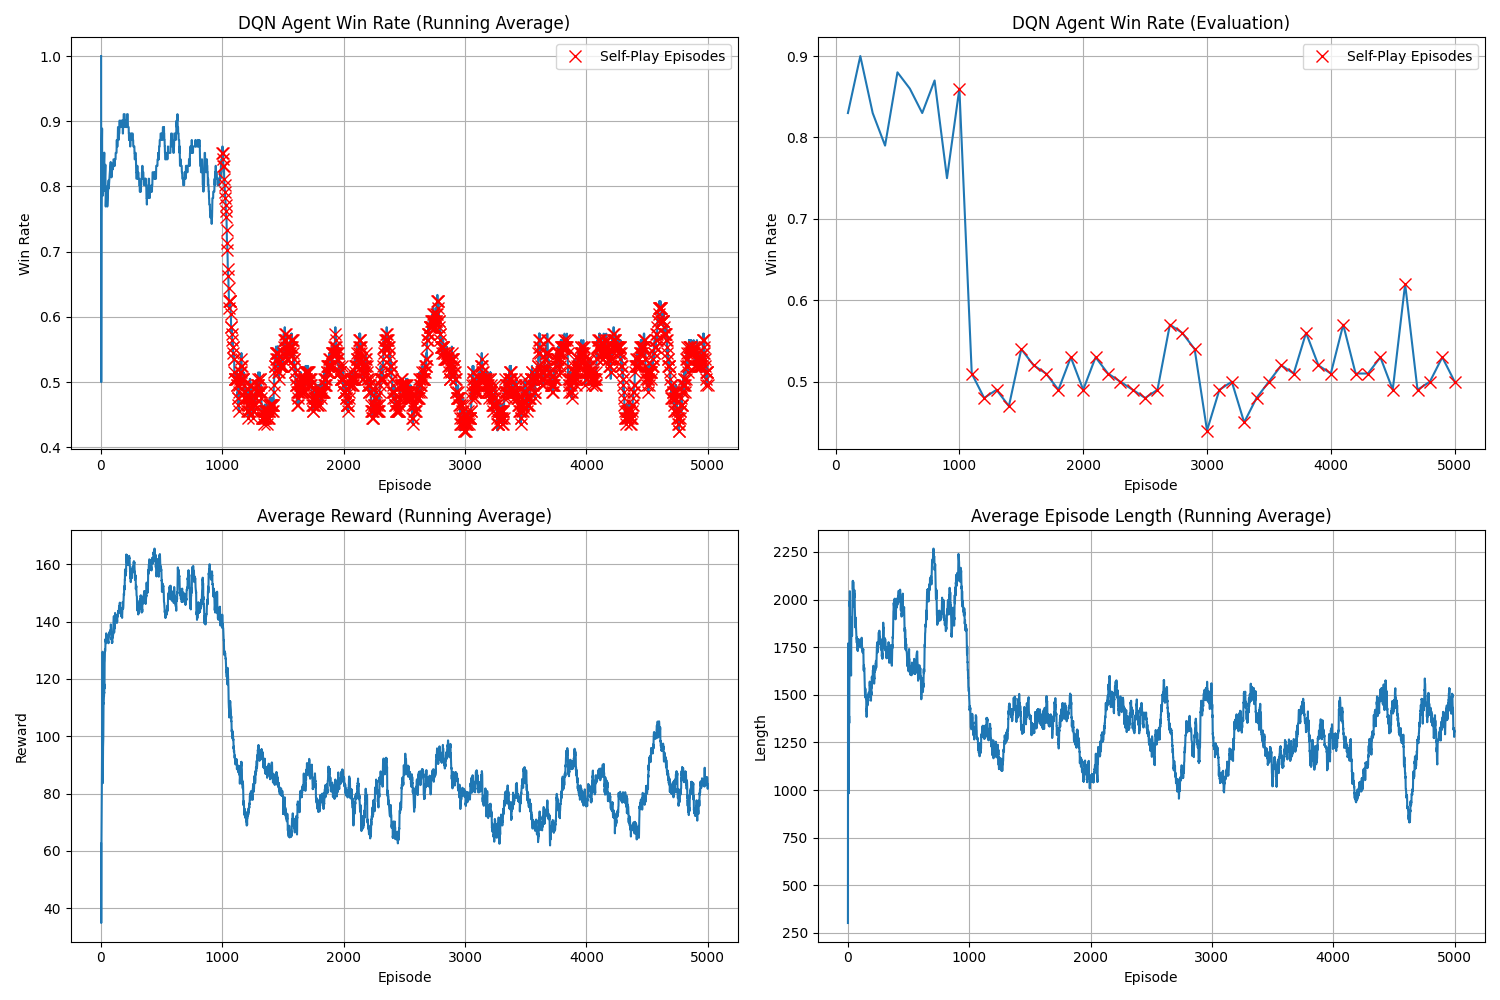 DQN Agent Win Rate (Running Average)
Win Rate
1.0
0.9
0.8
0.7
0.6
0.5
0.4
Self-Play Episodes
0 1000 2000 3000 4000 5000
Episode
DQN Agent Win Rate (Evaluation)
Win Rate
0.9
0.8
0.7
0.6
0.5
Self-Play Episodes
0 1000 2000 3000 4000 5000
Episode
Average Reward (Running Average)
Reward
160
140
120
100
80
60
40
0 1000 2000 3000 4000 5000
Episode
Average Episode Length (Running Average)
Length
2250
2000
1750
1500
1250
1000
750
500
250
0 1000 2000 3000 4000 5000
Episode